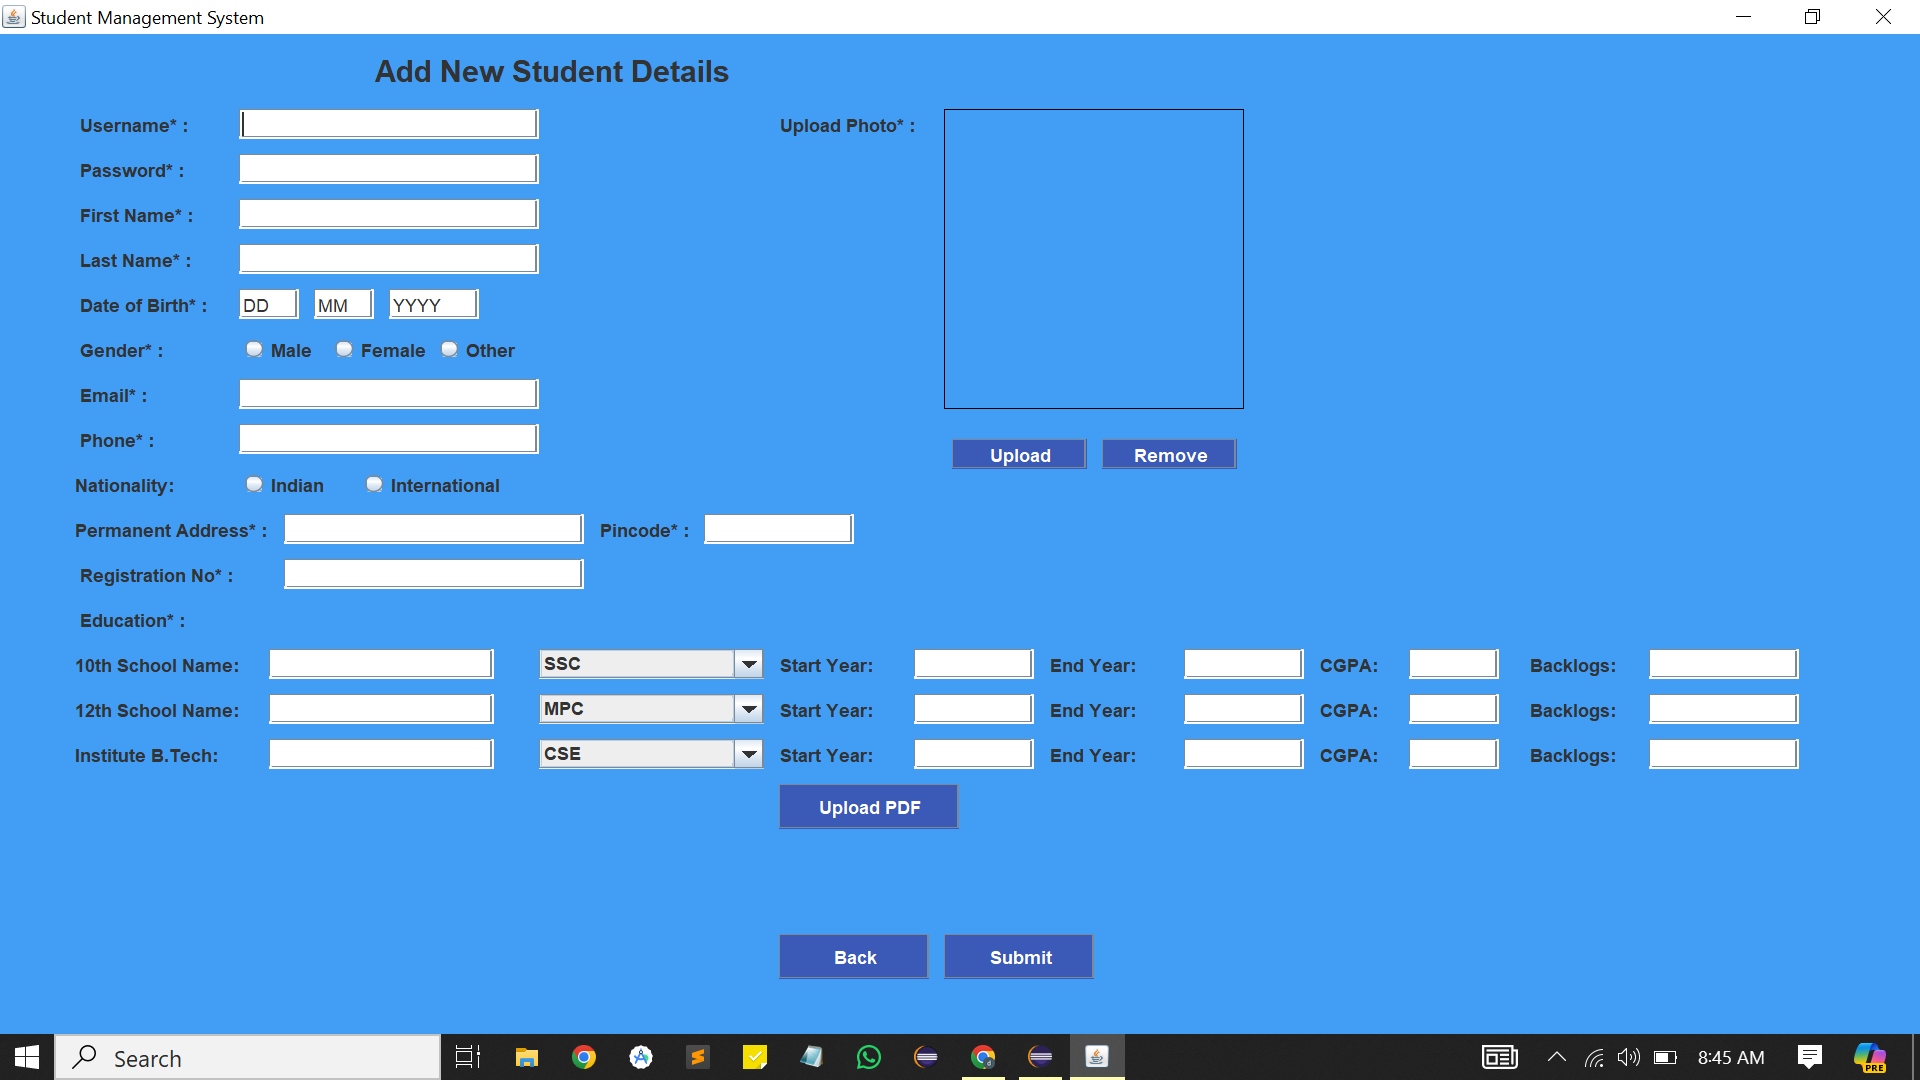 Student Management System
Add New Student Details
Username* :
Upload Photo* :
Password* :
First Name* :
Last Name* :
Date of Birth* : DD MM YYYY
Gender* : Male Female Other
Email* :
Phone* :
Upload Remove
Nationality: Indian International
Permanent Address* : Pincode* :
Registration No* :
Education* :
10th School Name: SSC Start Year: End Year: CGPA: Backlogs:
12th School Name: MPC Start Year: End Year: CGPA: Backlogs:
Institute B.Tech: CSE Start Year: End Year: CGPA: Backlogs:
Upload PDF
Back Submit
Search 8:45 AM PRE